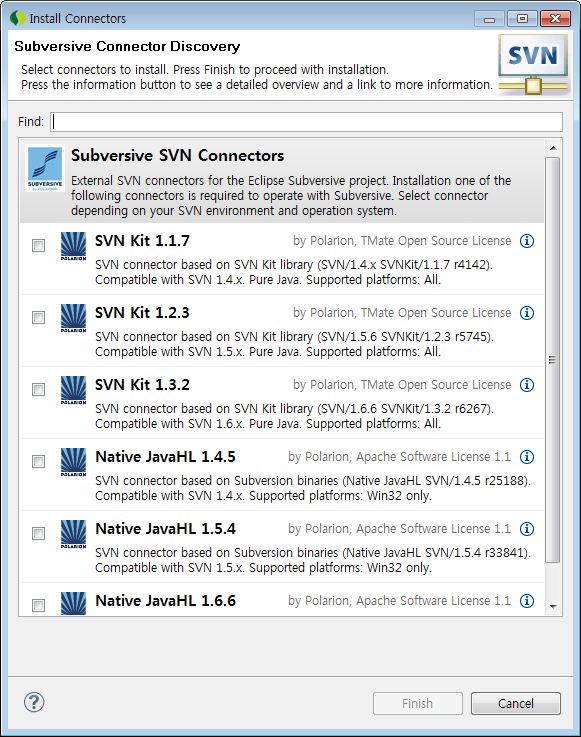 Install Connectors
Subversive Connector Discovery
Select connectors to install. Press Finish to proceed with installation.
Press the information button to see a detailed overview and a link to more information.
SVN
Find:
SUBVERSIVE
BY POLARION
Subversive SVN Connectors
External SVN connectors for the Eclipse Subversive project. Installation one of the
following connectors is required to operate with Subversive. Select connector
depending on your SVN environment and operation system.
POLARION
SVN Kit 1.1.7
by Polarion, TMate Open Source License
SVN connector based on SVN Kit library (SVN/1.4.x SVNKit/1.1.7 r4142).
Compatible with SVN 1.4.x. Pure Java. Supported platforms: All.
POLARION
SVN Kit 1.2.3
by Polarion, TMate Open Source License
SVN connector based on SVN Kit library (SVN/1.5.6 SVNKit/1.2.3 r5745).
Compatible with SVN 1.5.x. Pure Java. Supported platforms: All.
POLARION
SVN Kit 1.3.2
by Polarion, TMate Open Source License
SVN connector based on SVN Kit library (SVN/1.6.6 SVNKit/1.3.2 r6267).
Compatible with SVN 1.6.x. Pure Java. Supported platforms: All.
POLARION
Native JavaHL 1.4.5
by Polarion, Apache Software License 1.1
SVN connector based on Subversion binaries (Native JavaHL SVN/1.4.5 r25188).
Compatible with SVN 1.4.x. Supported platforms: Win32 only.
POLARION
Native JavaHL 1.5.4
by Polarion, Apache Software License 1.1
SVN connector based on Subversion binaries (Native JavaHL SVN/1.5.4 r33841).
Compatible with SVN 1.5.x. Supported platforms: Win32 only.
Native JavaHL 1.6.6
by Polarion, Apache Software License 1.1
?
Finish
Cancel